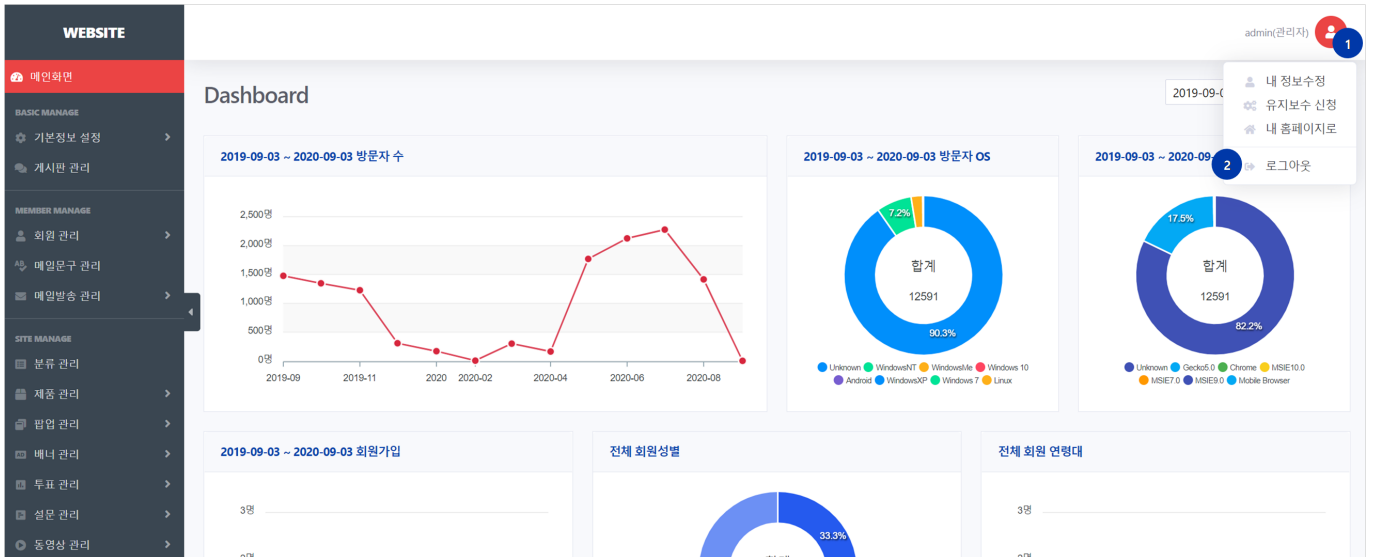 WEBSITE
admin(관리자)
1
메인화면
BASIC MANAGE
기본정보 설정
게시판 관리
MEMBER MANAGE
회원 관리
메일문구 관리
메일발송 관리
SITE MANAGE
분류 관리
제품 관리
팝업 관리
배너 관리
투표 관리
설문 관리
동영상 관리
Dashboard
2019-09-0
내 정보수정
유지보수 신청
내 홈페이지로
2
로그아웃
2019-09-03 ~ 2020-09-03 방문자 수
2,500명
2,000명
1,500명
1,000명
500명
0명
2019-09 2019-11 2020 2020-02 2020-04 2020-06 2020-08
2019-09-03 ~ 2020-09-03 방문자 OS
7.2%
합계
12591
90.3%
Unknown WindowsNT WindowsMe Windows 10
Android WindowsXP Windows 7 Linux
2019-09-03 ~ 2020-09-
17.5%
합계
12591
82.2%
Unknown Gecko5.0 Chrome MSIE10.0
MSIE7.0 MSIE9.0 Mobile Browser
2019-09-03 ~ 2020-09-03 회원가입
3명
전체 회원성별
33.3%
전체 회원 연령대
3명